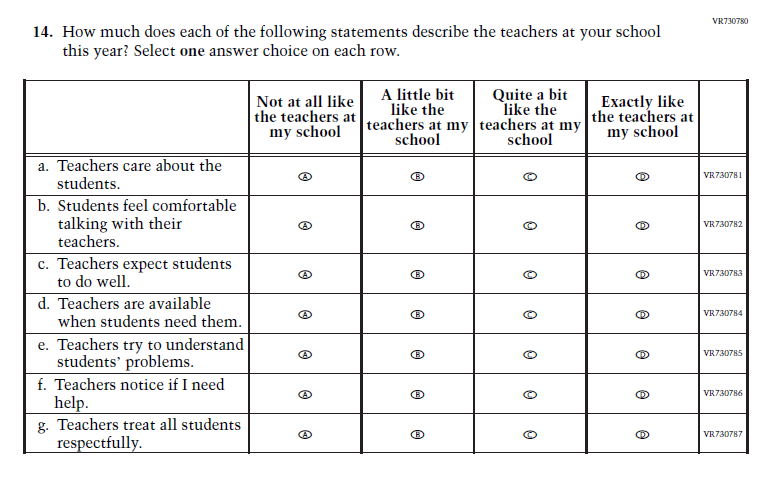 VR730780
14. How much does each of the following statements describe the teachers at your school
this year? Select one answer choice on each row.
Not at all like
the teachers at
my school
A little bit
like the
teachers at my
school
Quite a bit
like the
teachers at my
school
Exactly like
the teachers at
my school
a. Teachers care about the
students.
A B C D VR730781
b. Students feel comfortable
talking with their
teachers.
A B C D VR730782
c. Teachers expect students
to do well.
A B C D VR730783
d. Teachers are available
when students need them.
A B C D VR730784
e. Teachers try to understand
students' problems.
A B C D VR730785
f. Teachers notice if I need
help.
A B C D VR730786
g. Teachers treat all students
respectfully.
A B C D VR730787